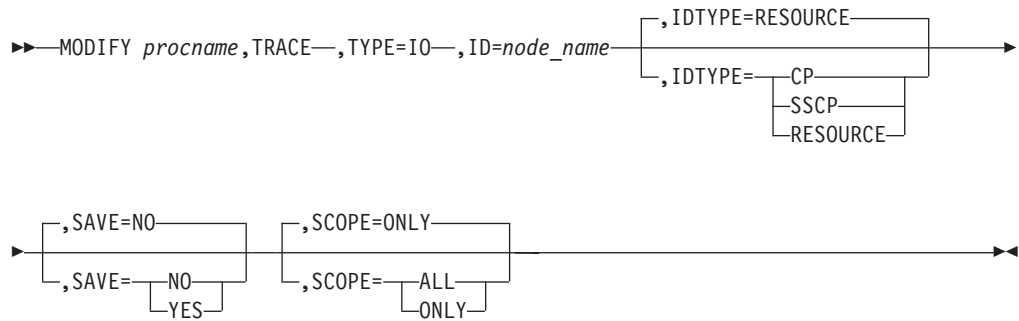 ,IDTYPE=RESOURCE
MODIFY procname,TRACE ,TYPE=IO ,ID=node_name
,IDTYPE= CP
SSCP
RESOURCE
,SAVE=NO ,SCOPE=ONLY
,SAVE= NO ,SCOPE= ALL
YES ONLY